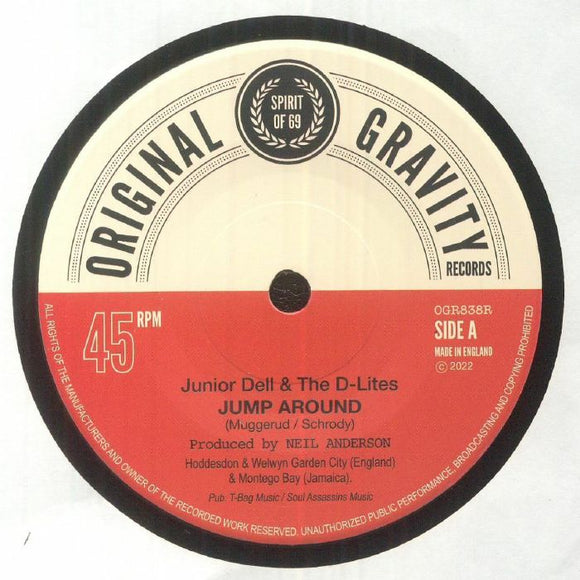 ORIGINAL GRAVITY
RECORDS
SPIRIT
OF 69
45 RPM
OGR838R
SIDE A
MADE IN ENGLAND
© 2022
Junior Dell & The D-Lites
JUMP AROUND
(Muggerud / Schrody)
Produced by NEIL ANDERSON
Hoddesdon & Welwyn Garden City (England)
& Montego Bay (Jamaica).
Pub. T-Bag Music / Soul Assassins Music
ALL RIGHTS OF THE MANUFACTURERS AND OWNER OF THE RECORDED WORK RESERVED. UNAUTHORIZED PUBLIC PERFORMANCE, BROADCASTING AND COPYING PROHIBITED